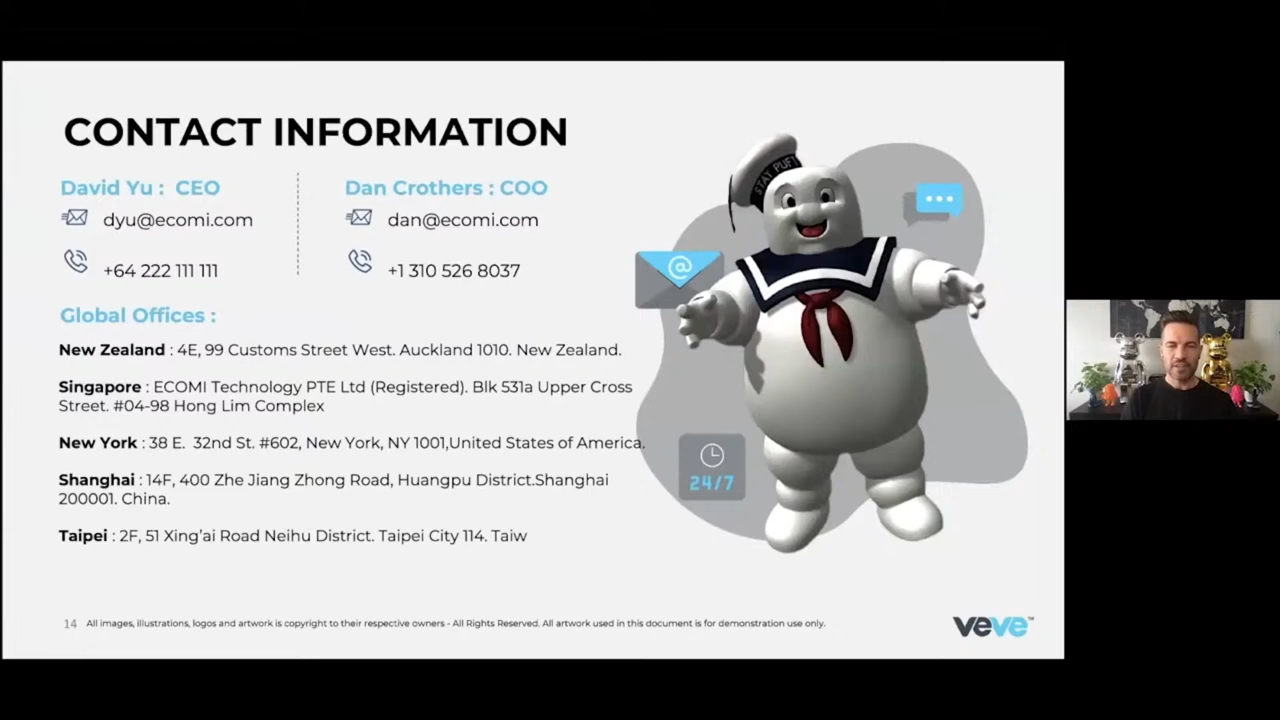 CONTACT INFORMATION
David Yu :  CEO
dyu@ecomi.com
+64 222 111 111
Dan Crothers : COO
dan@ecomi.com
+1 310 526 8037
Global Offices :
New Zealand : 4E, 99 Customs Street West. Auckland 1010. New Zealand.
Singapore : ECOMI Technology PTE Ltd (Registered). Blk 531a Upper Cross
Street. #04-98 Hong Lim Complex
New York : 38 E.  32nd St. #602, New York, NY 1001,United States of America.
Shanghai : 14F, 400 Zhe Jiang Zhong Road, Huangpu District.Shanghai
200001. China.
Taipei : 2F, 51 Xing'ai Road Neihu District. Taipei City 114. Taiw
STAY PUFT
@
24/7
14 All images, illustrations, logos and artwork is copyright to their respective owners - All Rights Reserved. All artwork used in this document is for demonstration use only.
veve™